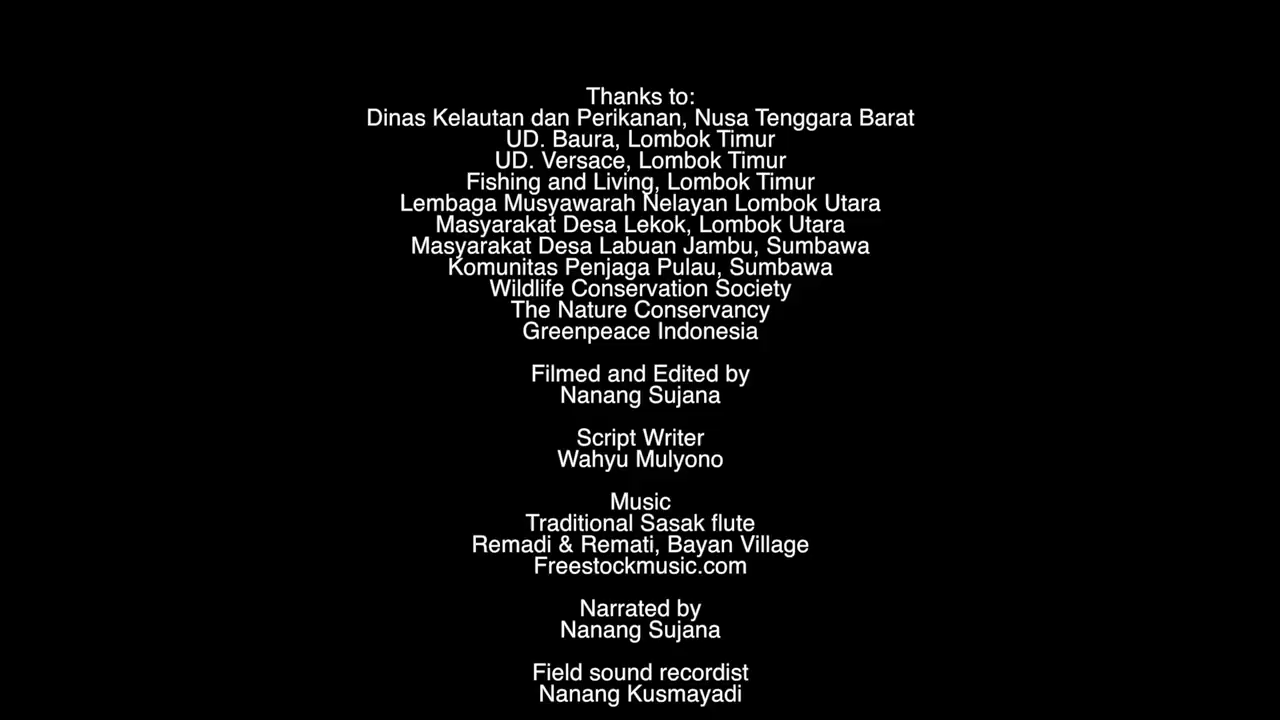 Thanks to:
Dinas Kelautan dan Perikanan, Nusa Tenggara Barat
UD. Baura, Lombok Timur
UD. Versace, Lombok Timur
Fishing and Living, Lombok Timur
Lembaga Musyawarah Nelayan Lombok Utara
Masyarakat Desa Lekok, Lombok Utara
Masyarakat Desa Labuan Jambu, Sumbawa
Komunitas Penjaga Pulau, Sumbawa
Wildlife Conservation Society
The Nature Conservancy
Greenpeace Indonesia
Filmed and Edited by
Nanang Sujana
Script Writer
Wahyu Mulyono
Music
Traditional Sasak flute
Remadi & Remati, Bayan Village
Freestockmusic.com
Narrated by
Nanang Sujana
Field sound recordist
Nanang Kusmayadi